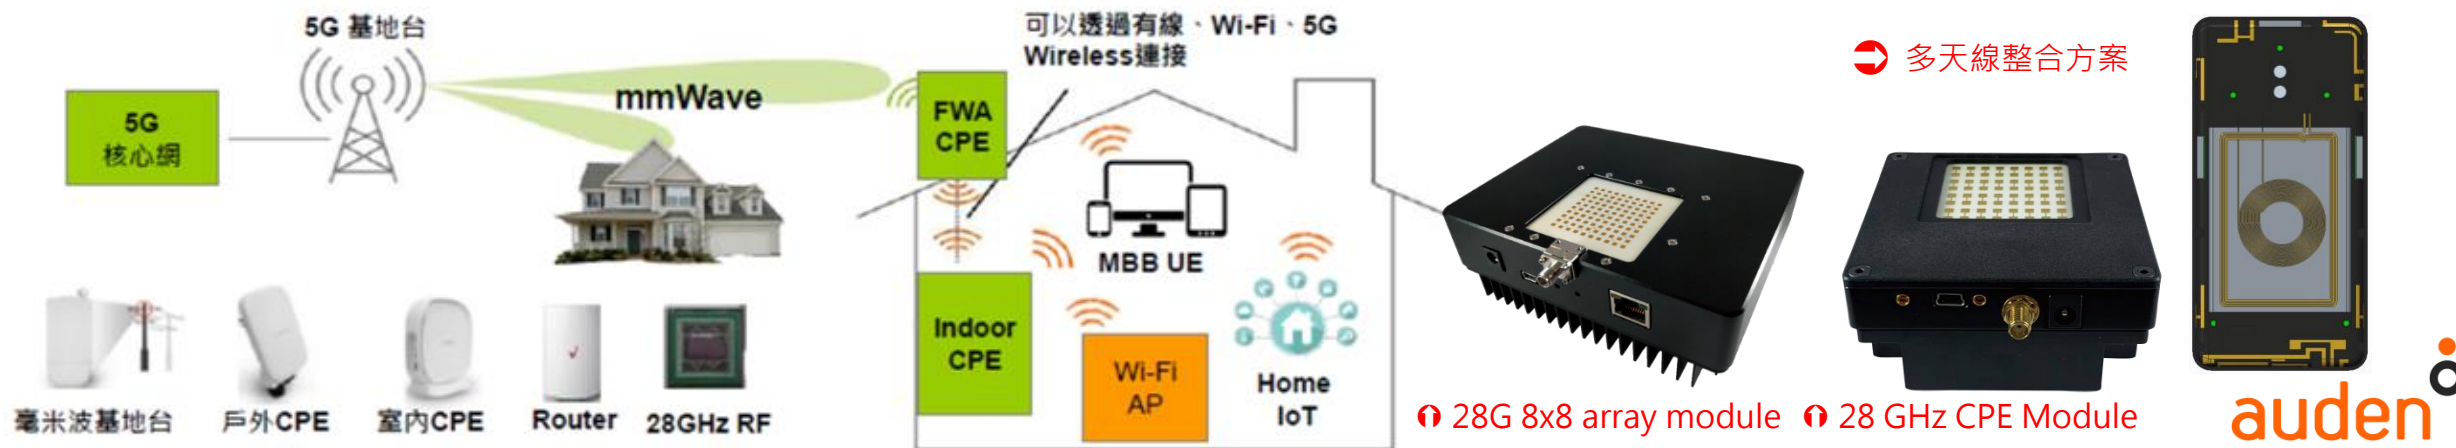 5G 基地台
5G
核心網
mmWave
可以透過有線、Wi-Fi、5G
Wireless連接
FWA
CPE
MBB UE
Indoor
CPE
Wi-Fi
AP
Home
IoT
毫米波基地台
戶外CPE
室內CPE
Router
28GHz RF
多天線整合方案
28G 8x8 array module
28 GHz CPE Module
auden